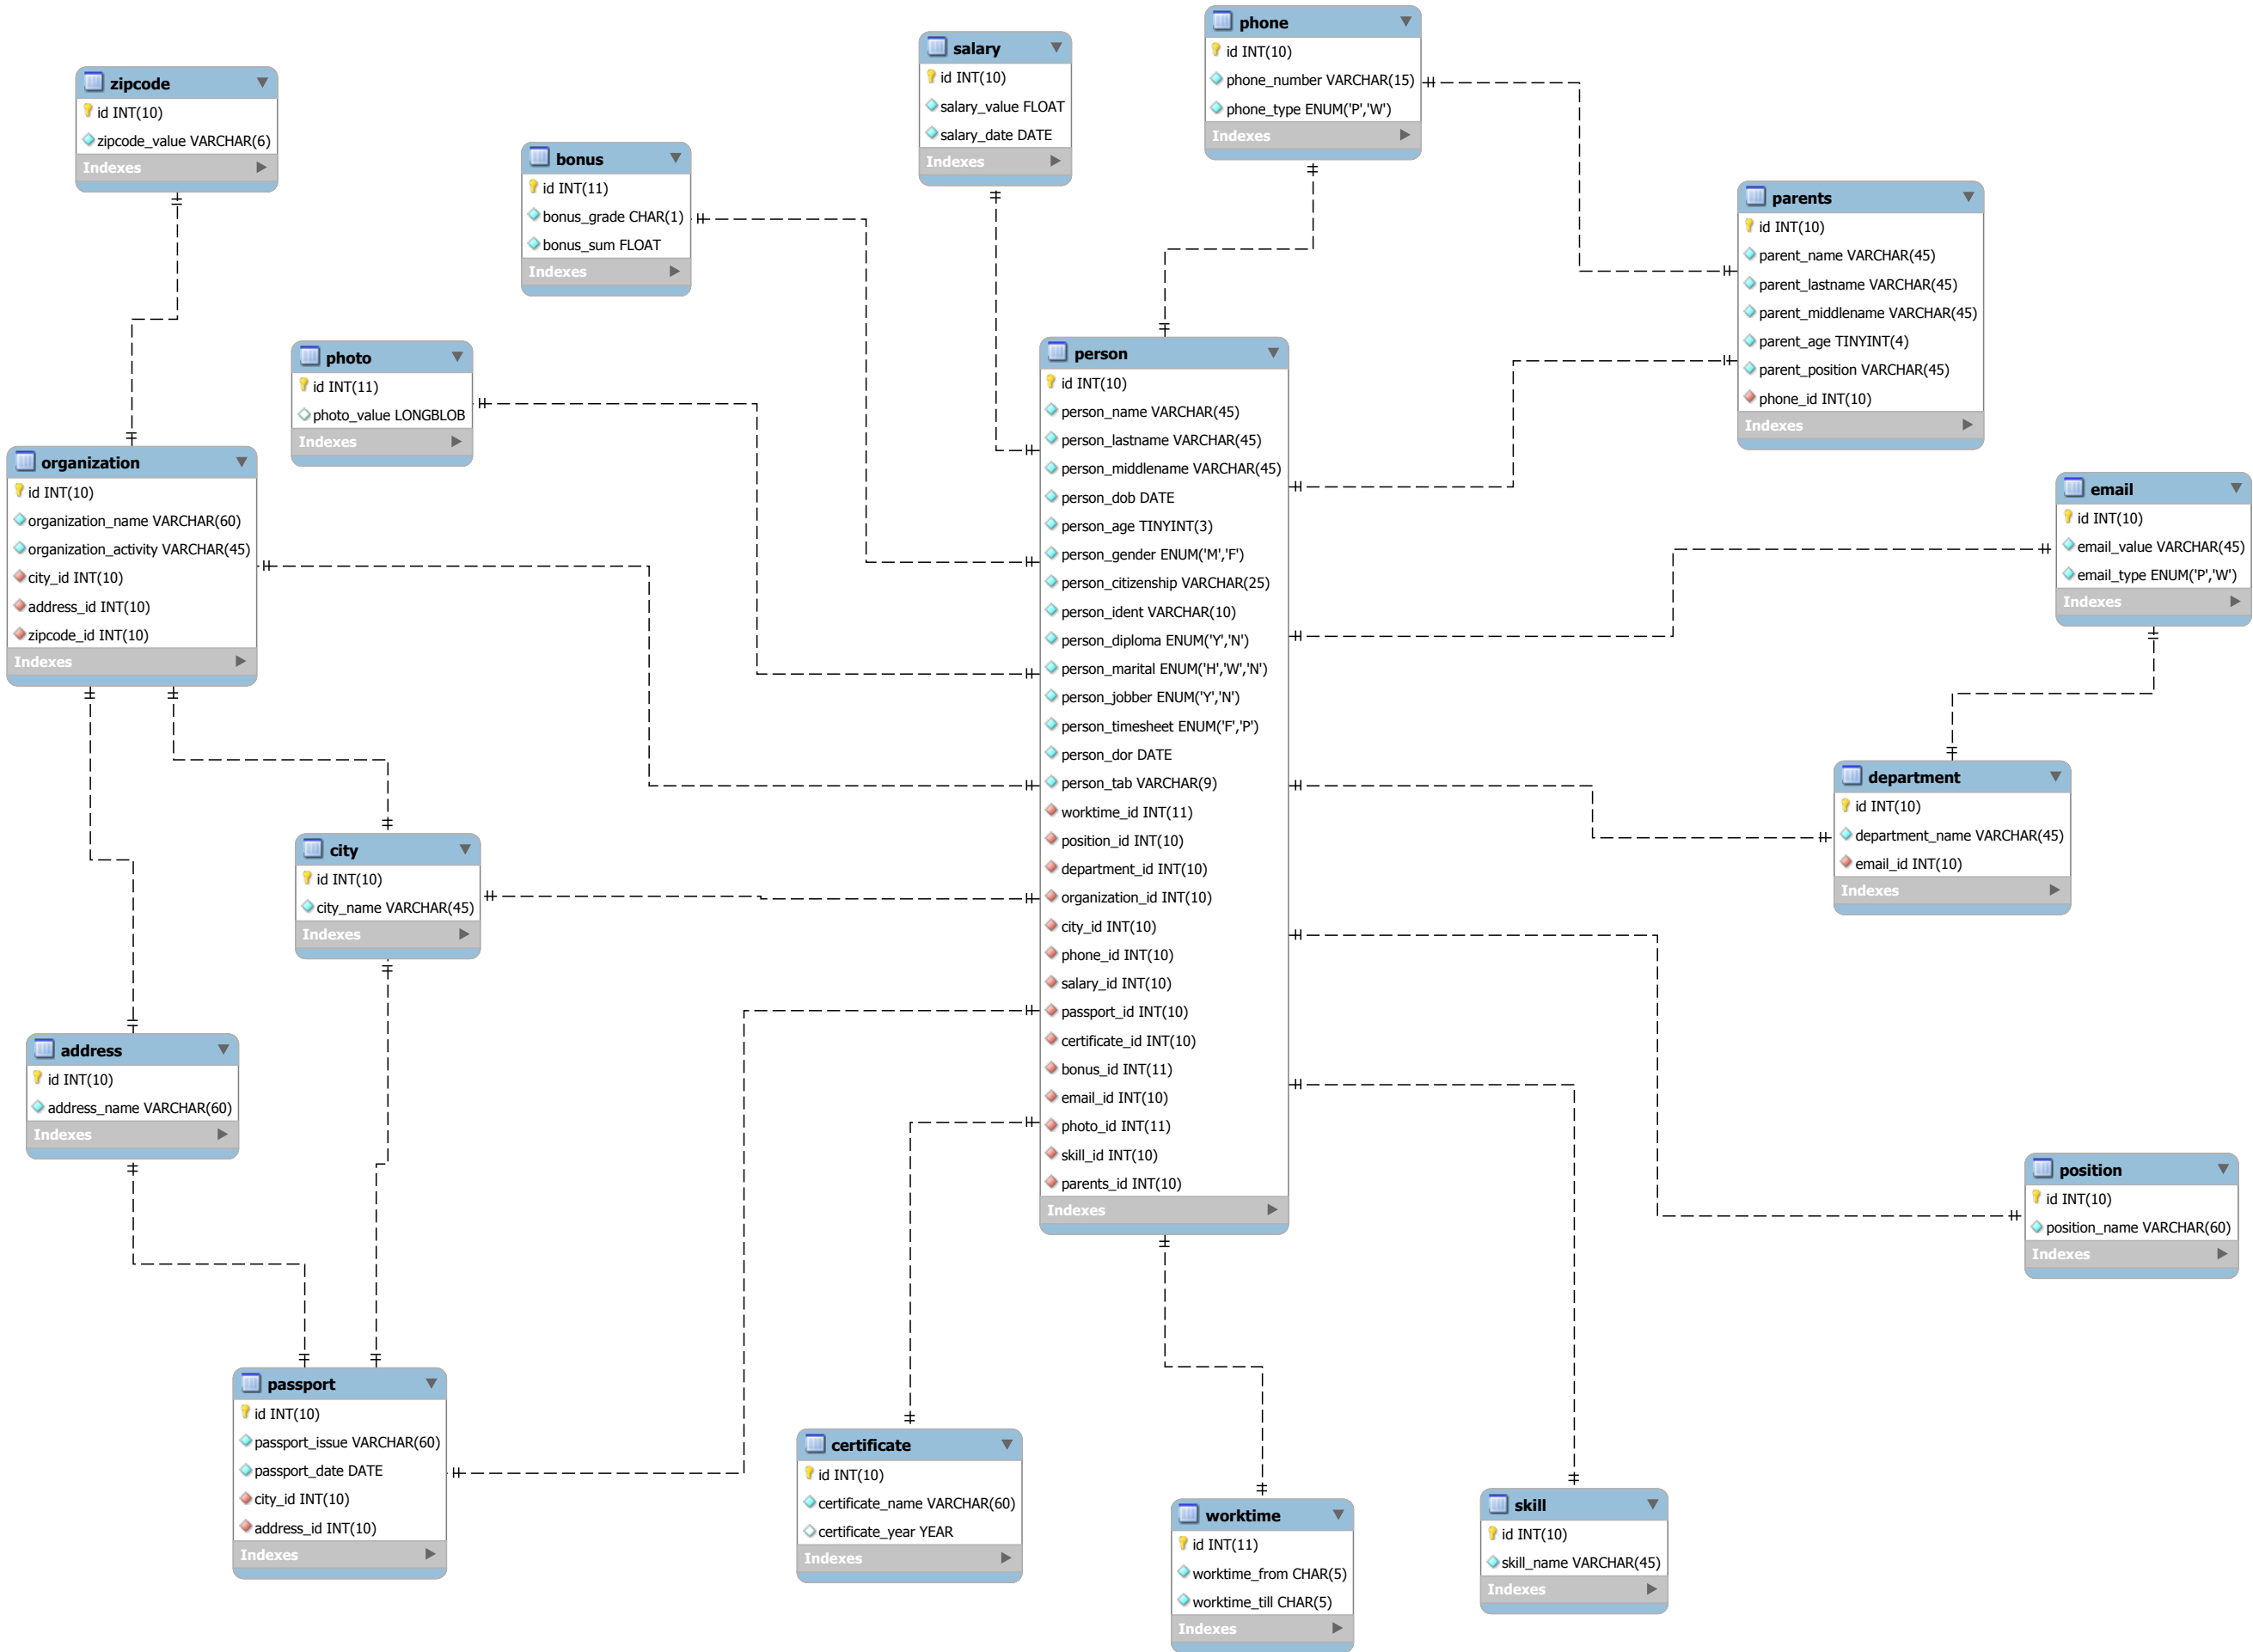 phone
id INT(10)
phone_number VARCHAR(15)
phone_type ENUM('P','W')
Indexes
salary
id INT(10)
salary_value FLOAT
salary_date DATE
Indexes
zipcode
id INT(10)
zipcode_value VARCHAR(6)
Indexes
bonus
id INT(11)
bonus_grade CHAR(1)
bonus_sum FLOAT
Indexes
parents
id INT(10)
parent_name VARCHAR(45)
parent_lastname VARCHAR(45)
parent_middlename VARCHAR(45)
parent_age TINYINT(4)
parent_position VARCHAR(45)
phone_id INT(10)
Indexes
photo
id INT(11)
photo_value LONGBLOB
Indexes
person
id INT(10)
person_name VARCHAR(45)
person_lastname VARCHAR(45)
person_middlename VARCHAR(45)
person_dob DATE
person_age TINYINT(3)
person_gender ENUM('M','F')
person_citizenship VARCHAR(25)
person_ident VARCHAR(10)
person_diploma ENUM('Y','N')
person_marital ENUM('H','W','N')
person_jobber ENUM('Y','N')
person_timesheet ENUM('F','P')
person_dor DATE
person_tab VARCHAR(9)
worktime_id INT(11)
position_id INT(10)
department_id INT(10)
organization_id INT(10)
city_id INT(10)
phone_id INT(10)
salary_id INT(10)
passport_id INT(10)
certificate_id INT(10)
bonus_id INT(11)
email_id INT(10)
photo_id INT(11)
skill_id INT(10)
parents_id INT(10)
Indexes
organization
id INT(10)
organization_name VARCHAR(60)
organization_activity VARCHAR(45)
city_id INT(10)
address_id INT(10)
zipcode_id INT(10)
Indexes
email
id INT(10)
email_value VARCHAR(45)
email_type ENUM('P','W')
Indexes
department
id INT(10)
department_name VARCHAR(45)
email_id INT(10)
Indexes
city
id INT(10)
city_name VARCHAR(45)
Indexes
address
id INT(10)
address_name VARCHAR(60)
Indexes
position
id INT(10)
position_name VARCHAR(60)
Indexes
passport
id INT(10)
passport_issue VARCHAR(60)
passport_date DATE
city_id INT(10)
address_id INT(10)
Indexes
certificate
id INT(10)
certificate_name VARCHAR(60)
certificate_year YEAR
Indexes
worktime
id INT(11)
worktime_from CHAR(5)
worktime_till CHAR(5)
Indexes
skill
id INT(10)
skill_name VARCHAR(45)
Indexes